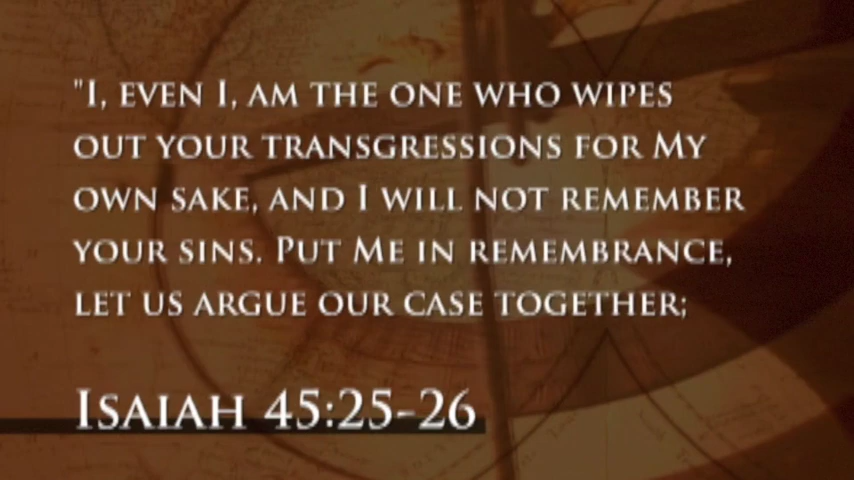 "I, even I, am the one who wipes
out your transgressions for My
own sake, and I will not remember
your sins. Put Me in remembrance,
let us argue our case together;
Isaiah 45:25-26